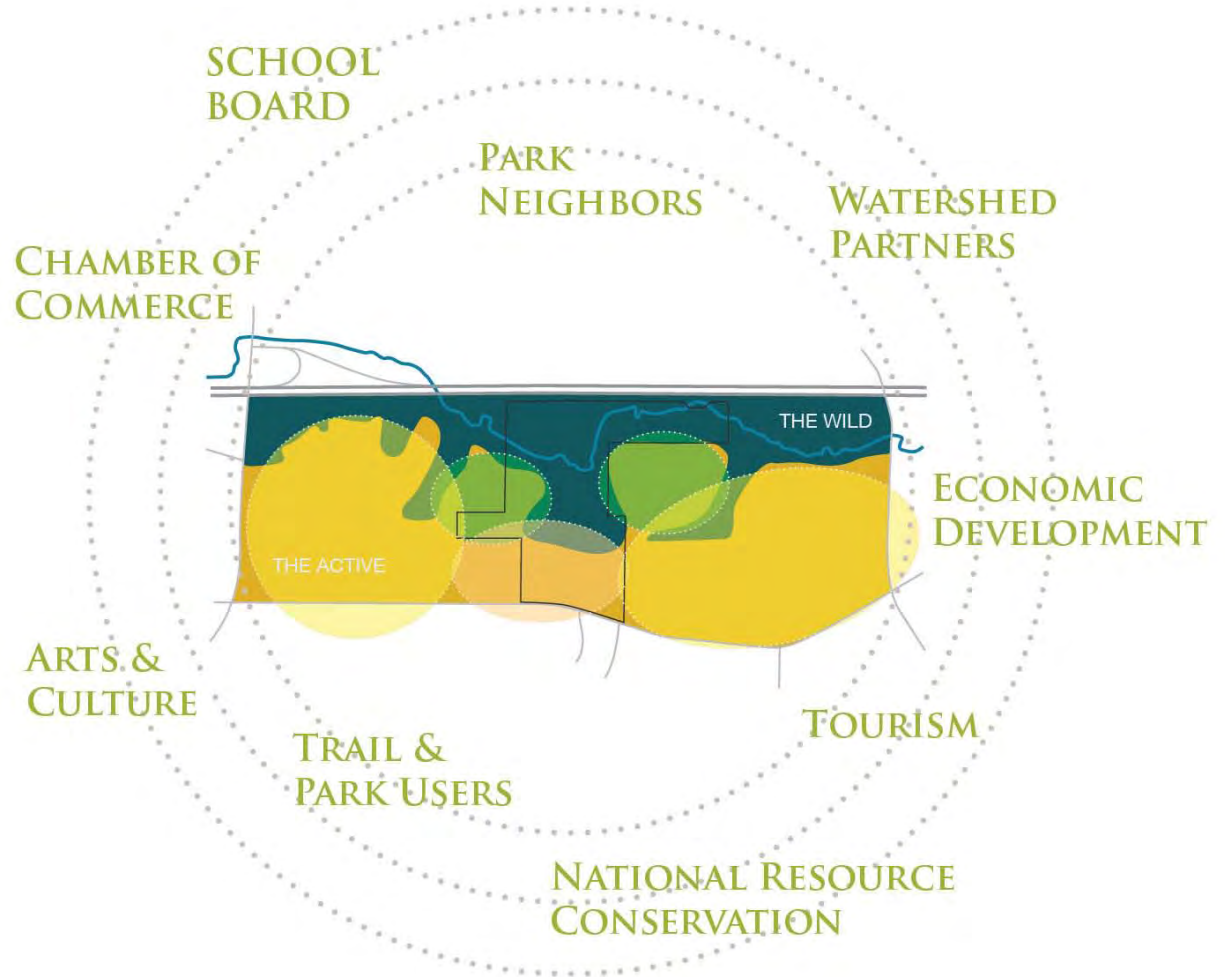 SCHOOL
BOARD
PARK
NEIGHBORS
WATERSHED
PARTNERS
CHAMBER OF
COMMERCE
THE WILD
ECONOMIC
DEVELOPMENT
THE ACTIVE
ARTS &
CULTURE
TOURISM
TRAIL &
PARK USERS
NATIONAL RESOURCE
CONSERVATION